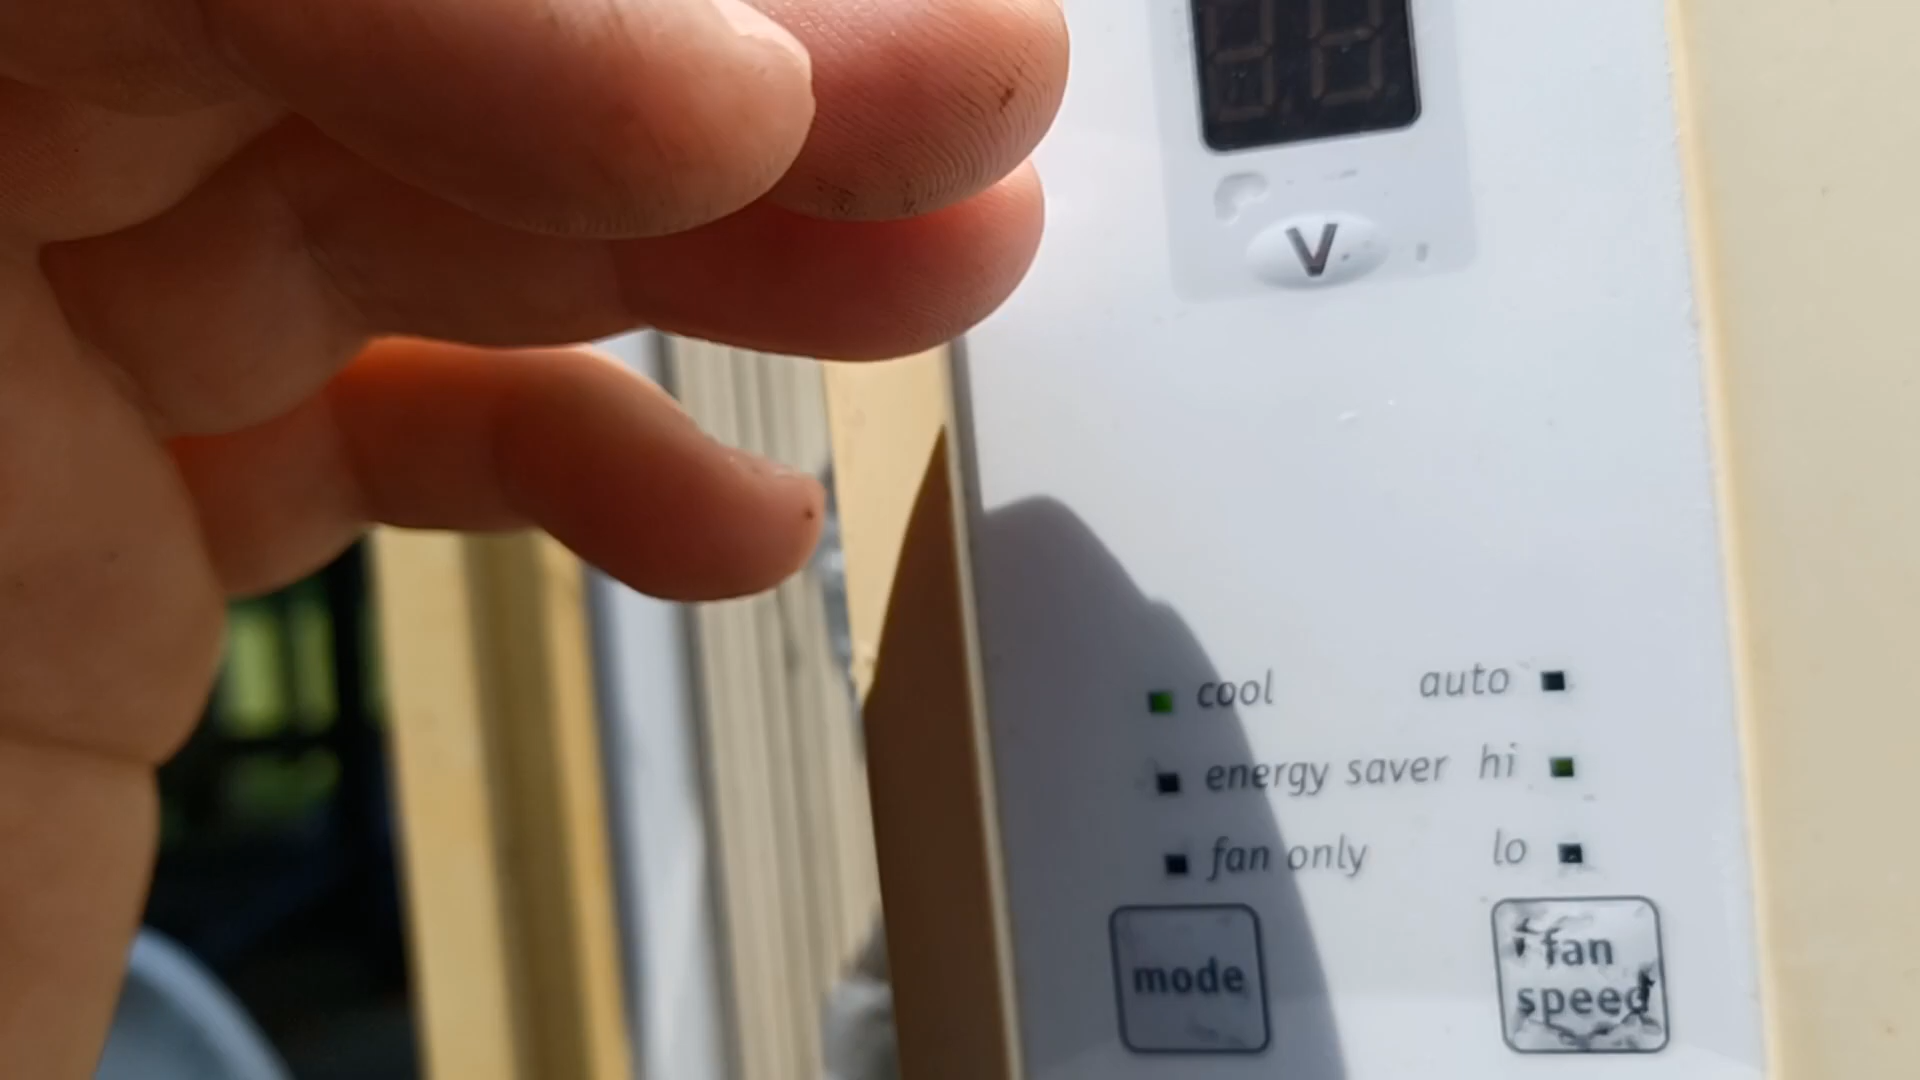 V
cool auto
energy saver hi
fan only lo
mode
fan
speed